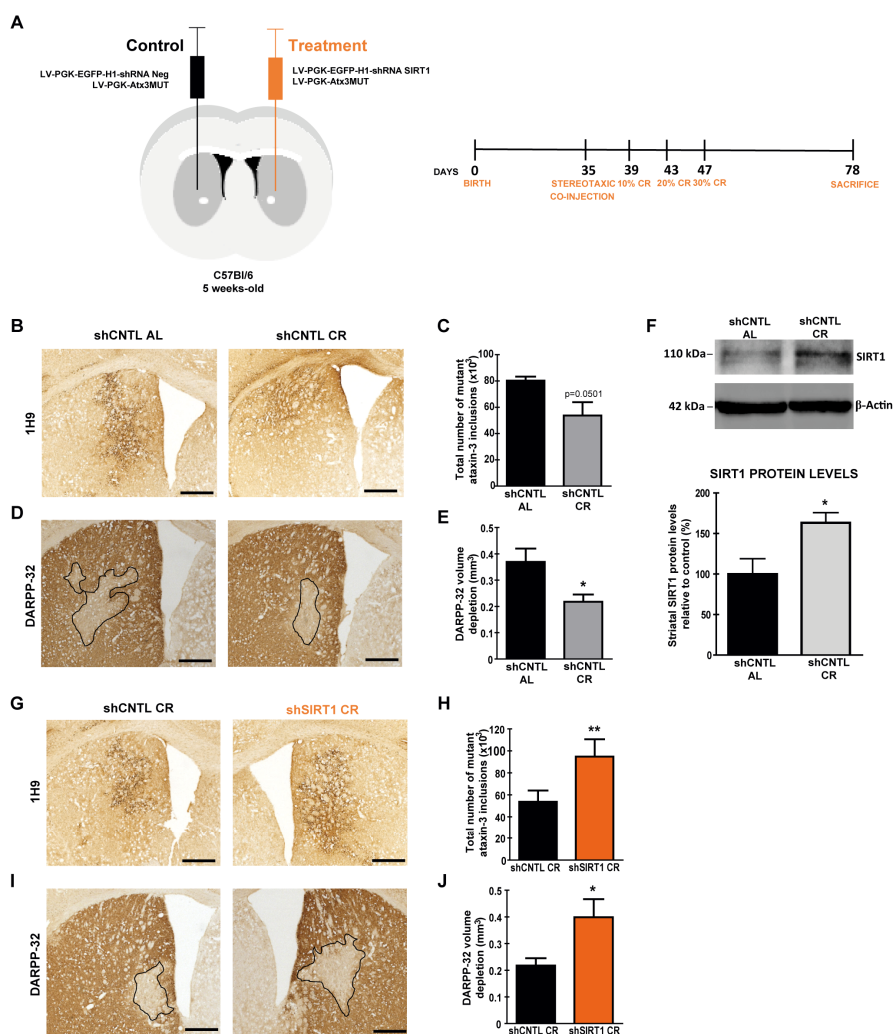 A
Control
Treatment
LV-PGK-EGFP-H1-shRNA Neg
LV-PGK-Atx3MUT
LV-PGK-EGFP-H1-shRNA SIRT1
LV-PGK-Atx3MUT
C57Bl/6
5 weeks-old
DAYS
0
35
39
43
47
78
BIRTH
STEREOTAXIC
CO-INJECTION
10% CR
20% CR
30% CR
SACRIFICE
B
shCNTL AL
shCNTL CR
1H9
C
Total number of mutant
ataxin-3 inclusions (x10³)
100
80
60
40
20
0
p=0.0501
shCNTL
AL
shCNTL
CR
D
DARPP-32
E
DARPP-32 volume
depletion (mm³)
0.5
0.4
0.3
0.2
0.1
0
*
shCNTL
AL
shCNTL
CR
F
shCNTL
AL
shCNTL
CR
110 kDa
SIRT1
42 kDa
β-Actin
SIRT1 PROTEIN LEVELS
Striatal SIRT1 protein levels
relative to control (%)
200
150
100
50
0
*
shCNTL
AL
shCNTL
CR
G
shCNTL CR
shSIRT1 CR
1H9
H
Total number of mutant
ataxin-3 inclusions (x10³)
120
100
80
60
40
20
0
**
shCNTL CR
shSIRT1 CR
I
DARPP-32
J
DARPP-32 volume
depletion (mm³)
0.5
0.4
0.3
0.2
0.1
0
*
shCNTL CR
shSIRT1 CR